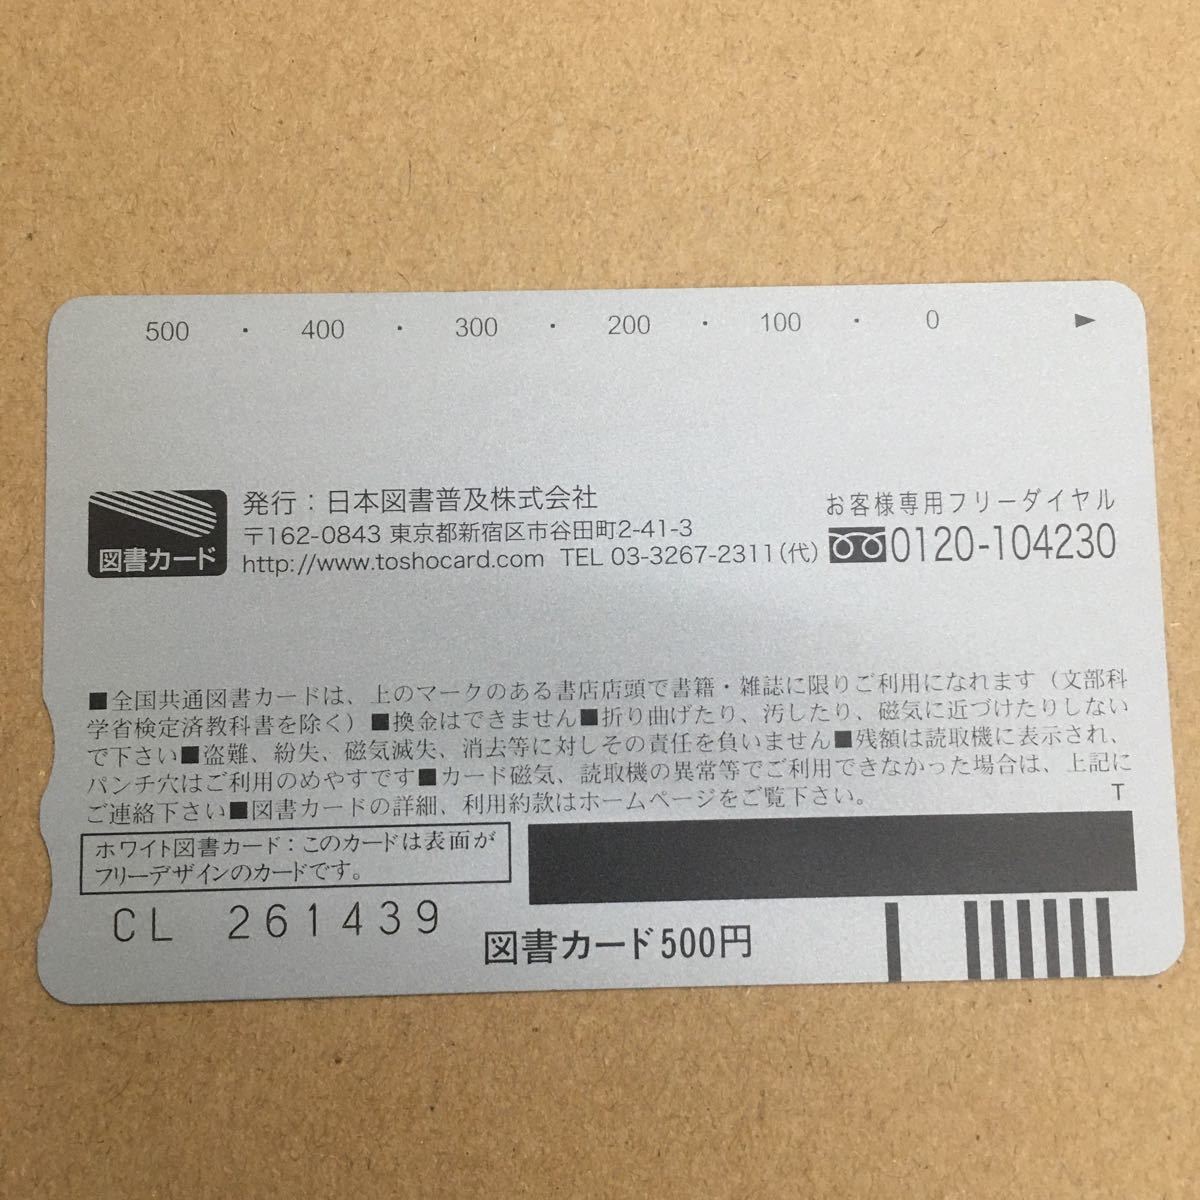 500 ・ 400 ・ 300 ・ 200 ・ 100 ・ 0 ▶
図書カード
発行：日本図書普及株式会社
〒162-0843 東京都新宿区市谷田町2-41-3
http://www.toshocard.com TEL 03-3267-2311(代)
お客様専用フリーダイヤル
0120-104230
■全国共通図書カードは、上のマークのある書店店頭で書籍・雑誌に限りご利用になれます（文部科
学省検定済教科書を除く）■換金はできません■折り曲げたり、汚したり、磁気に近づけたりしない
で下さい■盗難、紛失、磁気滅失、消去等に対しその責任を負いません■残額は読取機に表示され、
パンチ穴はご利用のめやすです■カード磁気、読取機の異常等でご利用できなかった場合は、上記に
ご連絡下さい■図書カードの詳細、利用約款はホームページをご覧下さい。
T
ホワイト図書カード：このカードは表面が
フリーデザインのカードです。
CL 261439
図書カード500円